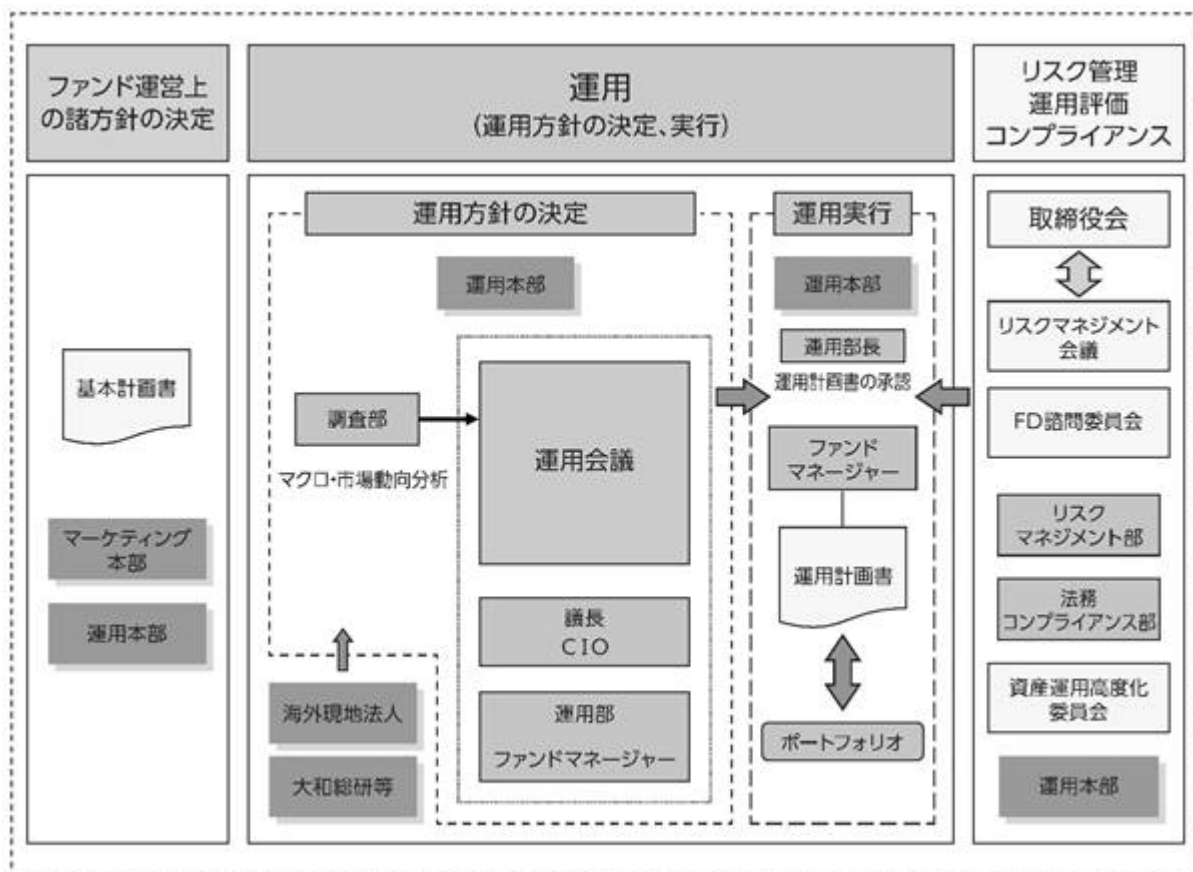 ファンド運営上
の諸方針の決定
運用
(運用方針の決定、実行)
リスク管理
運用評価
コンプライアンス
基本計画書
マーケティング
本部
運用本部
運用方針の決定
運用本部
調査部
マクロ・市場動向分析
運用会議
議長
CIO
運用部
ファンドマネージャー
海外現地法人
大和総研等
運用実行
運用本部
運用部長
運用計画書の承認
ファンド
マネージャー
運用計画書
ポートフォリオ
取締役会
リスクマネジメント
会議
FD諮問委員会
リスク
マネジメント部
法務
コンプライアンス部
資産運用高度化
委員会
運用本部